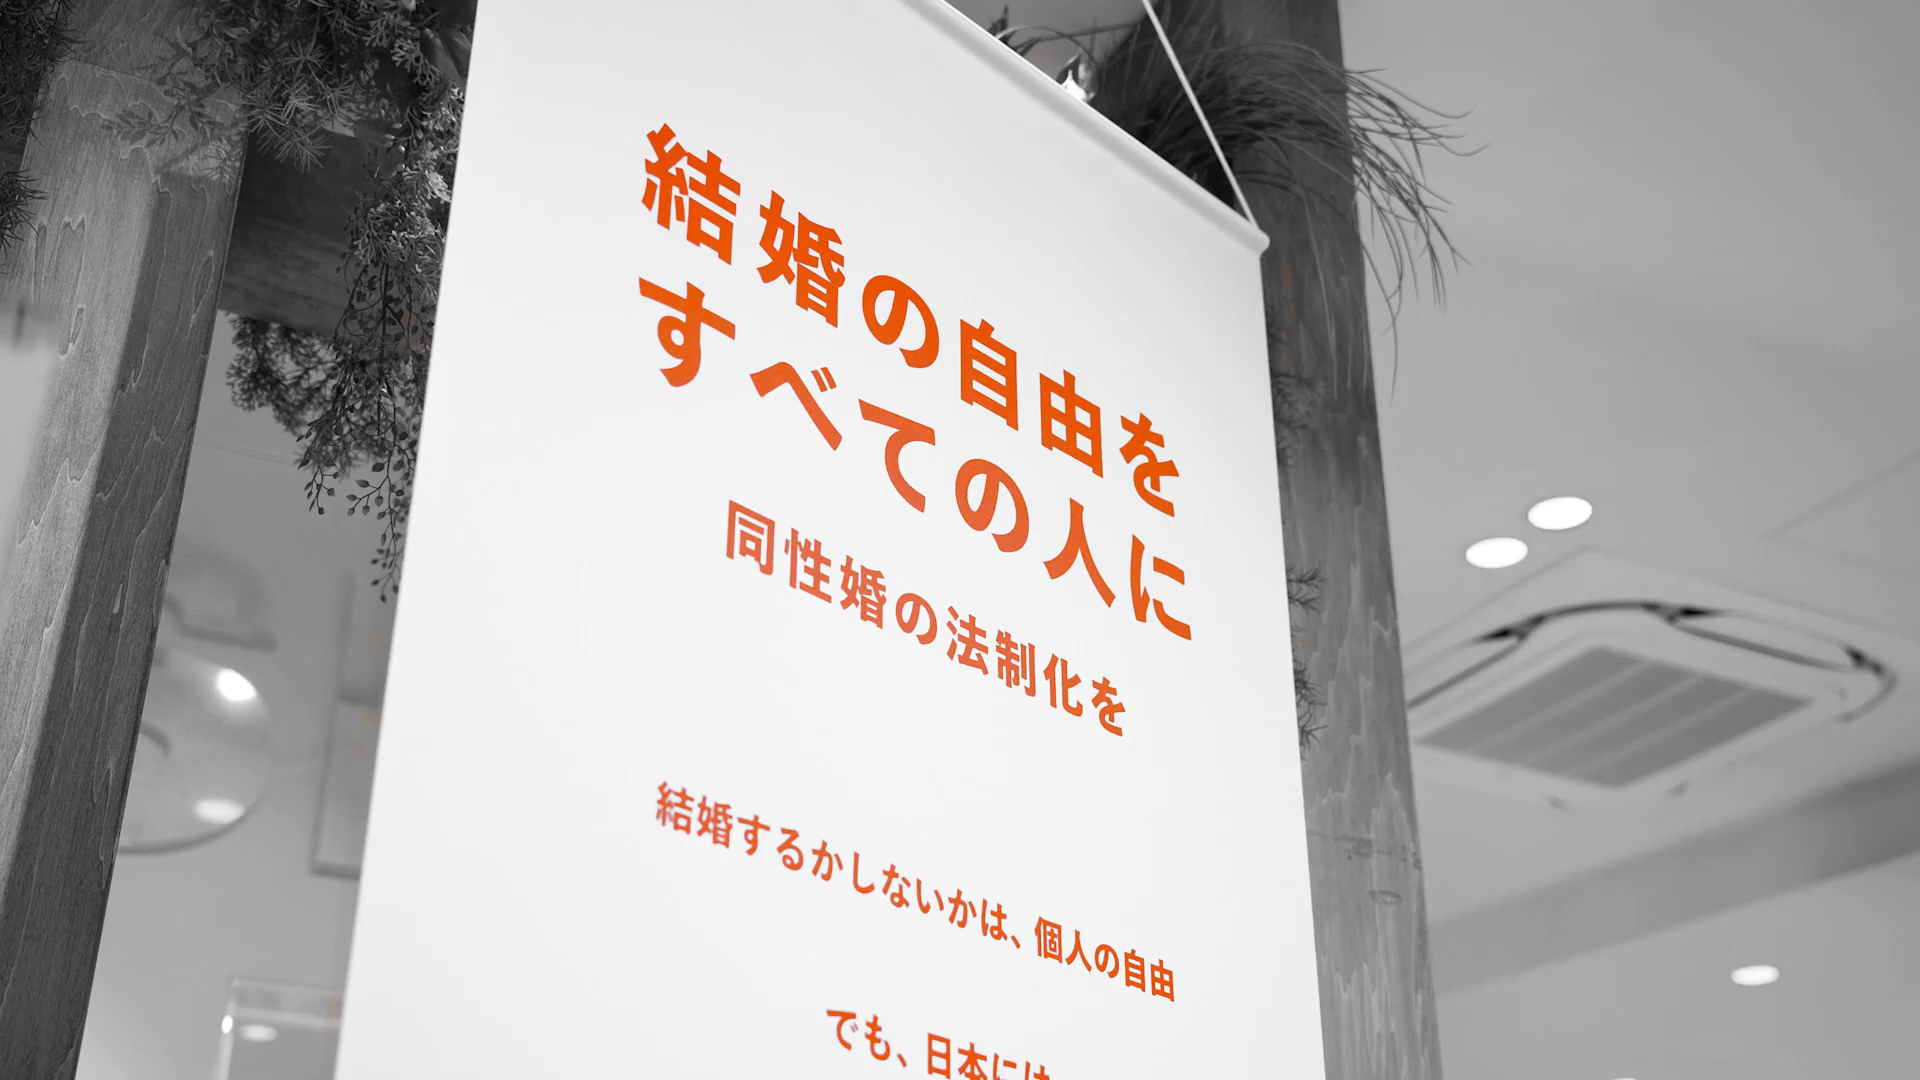 結婚の自由を
すべての人に
同性婚の法制化を
結婚するかしないかは、個人の自由
でも、日本には